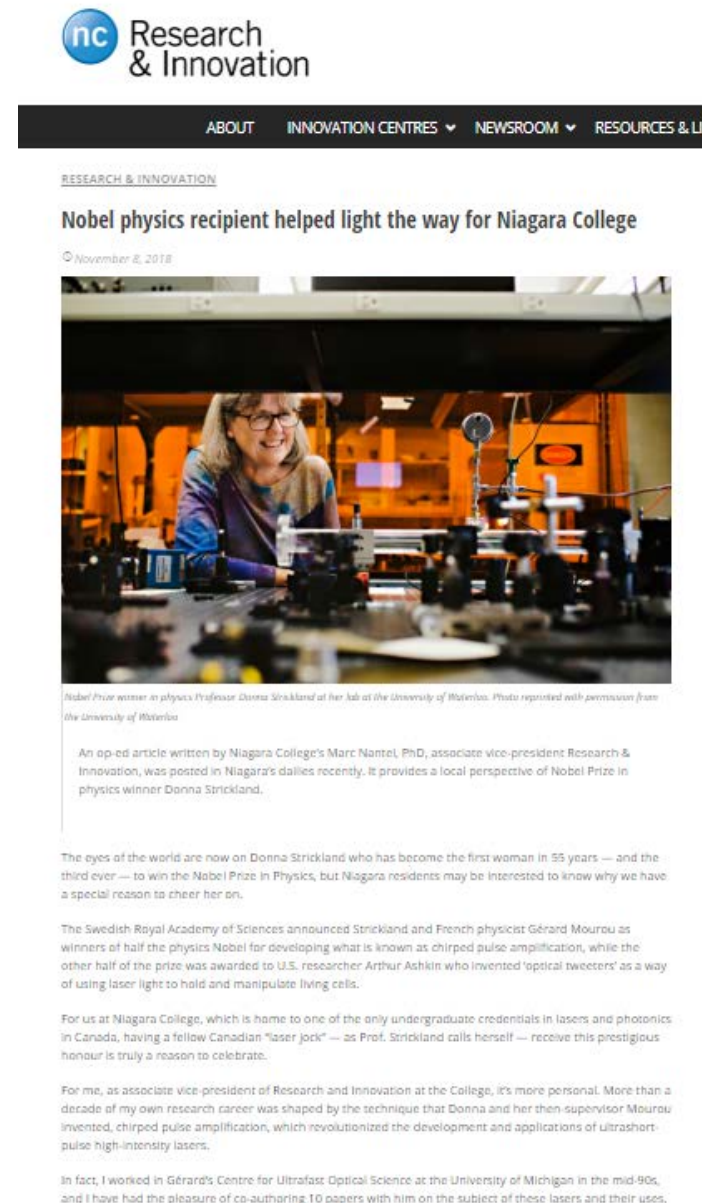 nc Research
& Innovation
ABOUT INNOVATION CENTRES NEWSROOM RESOURCES & LI
RESEARCH & INNOVATION
Nobel physics recipient helped light the way for Niagara College
November 8, 2018
Nobel Prize winner in physics Professor Donna Strickland at her lab at the University of Waterloo. Photo reprinted with permission from
the University of Waterloo
An op-ed article written by Niagara College's Marc Nantel, PhD, associate vice-president Research &
Innovation, was posted in Niagara's dailies recently. It provides a local perspective of Nobel Prize in
physics winner Donna Strickland.
The eyes of the world are now on Donna Strickland who has become the first woman in 55 years — and the
third ever — to win the Nobel Prize in Physics, but Niagara residents may be interested to know why we have
a special reason to cheer her on.
The Swedish Royal Academy of Sciences announced Strickland and French physicist Gérard Mourou as
winners of half the physics Nobel for developing what is known as chirped pulse amplification, while the
other half of the prize was awarded to U.S. researcher Arthur Ashkin who invented 'optical tweeters' as a way
of using laser light to hold and manipulate living cells.
For us at Niagara College, which is home to one of the only undergraduate credentials in lasers and photonics
in Canada, having a fellow Canadian "laser jock" — as Prof. Strickland calls herself — receive this prestigious
honour is truly a reason to celebrate.
For me, as associate vice-president of Research and Innovation at the College, it's more personal. More than a
decade of my own research career was shaped by the technique that Donna and her then-supervisor Mourou
invented, chirped pulse amplification, which revolutionized the development and applications of ultrashort-
pulse high-intensity lasers.
In fact, I worked in Gérard's Centre for Ultrafast Optical Science at the University of Michigan in the mid-90s,
and I have had the pleasure of co-authoring 10 papers with him on the subject of these lasers and their uses.